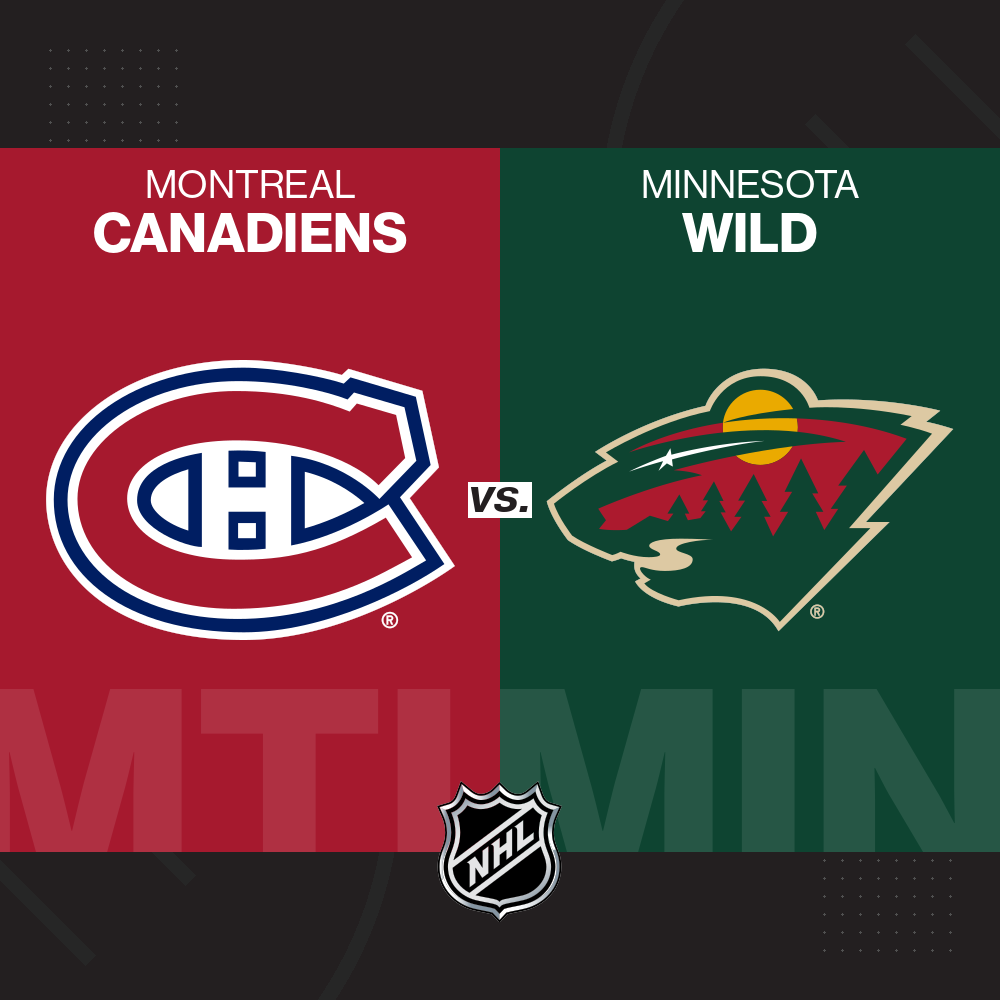 MONTREAL
CANADIENS
MINNESOTA
WILD
vs.
®
®
MTL
MIN
NHL